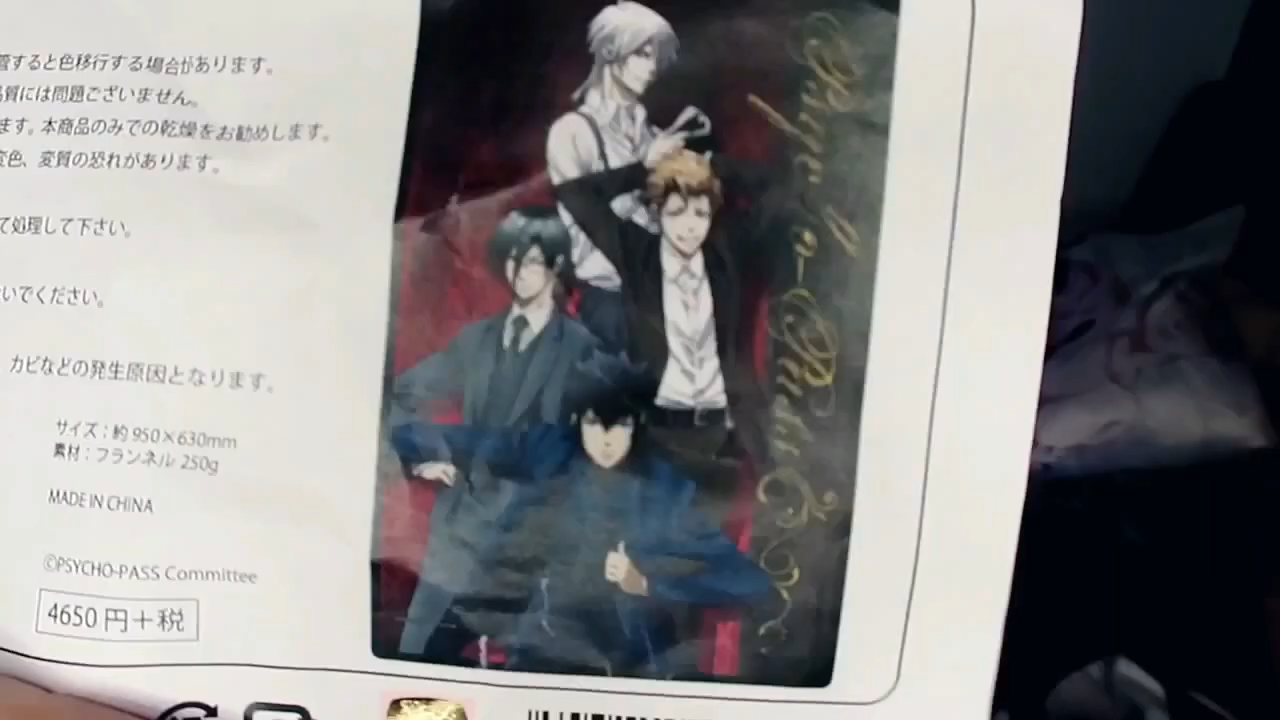 管すると色移行する場合があります。
品質には問題ございません。
ます。本商品のみでの乾燥をお勧めします。
変色、変質の恐れがあります。
て処理して下さい。
いでください。
カビなどの発生原因となります。
サイズ：約 950×630mm
素材：フランネル 250g
MADE IN CHINA
©PSYCHO-PASS Committee
4650 円＋税